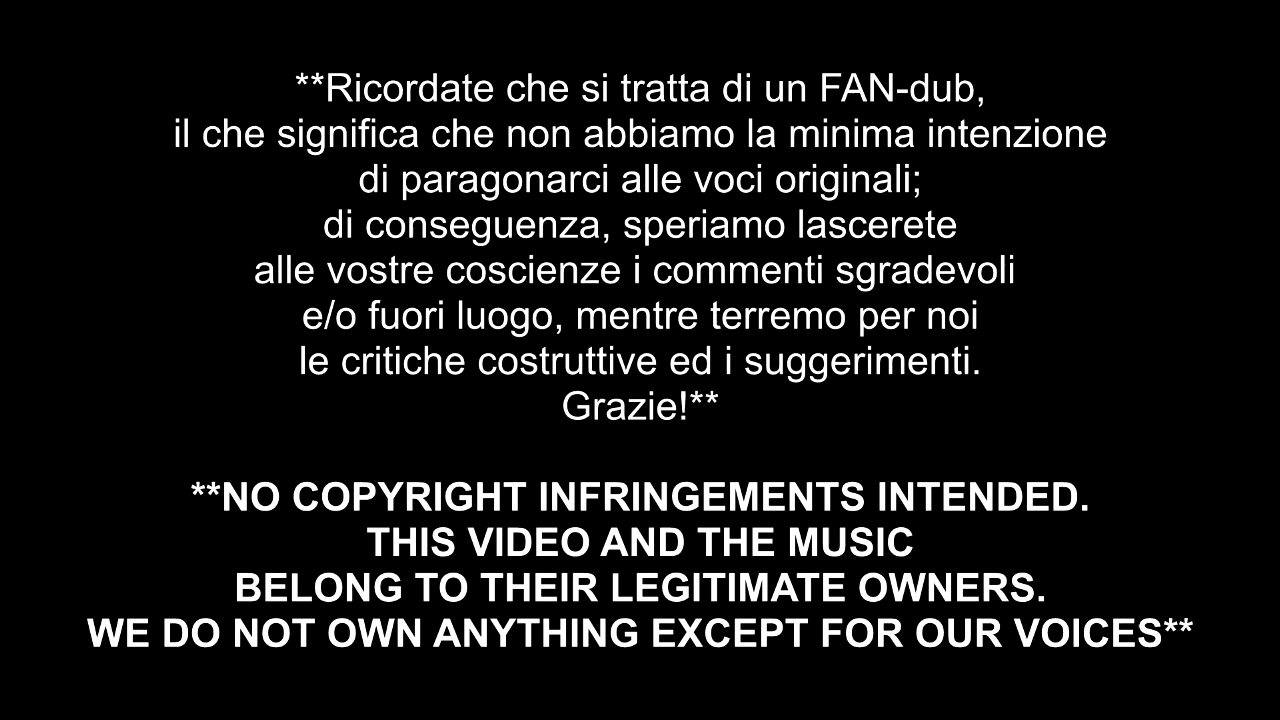 **Ricordate che si tratta di un FAN-dub,
il che significa che non abbiamo la minima intenzione
di paragonarci alle voci originali;
di conseguenza, speriamo lascerete
alle vostre coscienze i commenti sgradevoli
e/o fuori luogo, mentre terremo per noi
le critiche costruttive ed i suggerimenti.
Grazie!**
**NO COPYRIGHT INFRINGEMENTS INTENDED.
THIS VIDEO AND THE MUSIC
BELONG TO THEIR LEGITIMATE OWNERS.
WE DO NOT OWN ANYTHING EXCEPT FOR OUR VOICES**